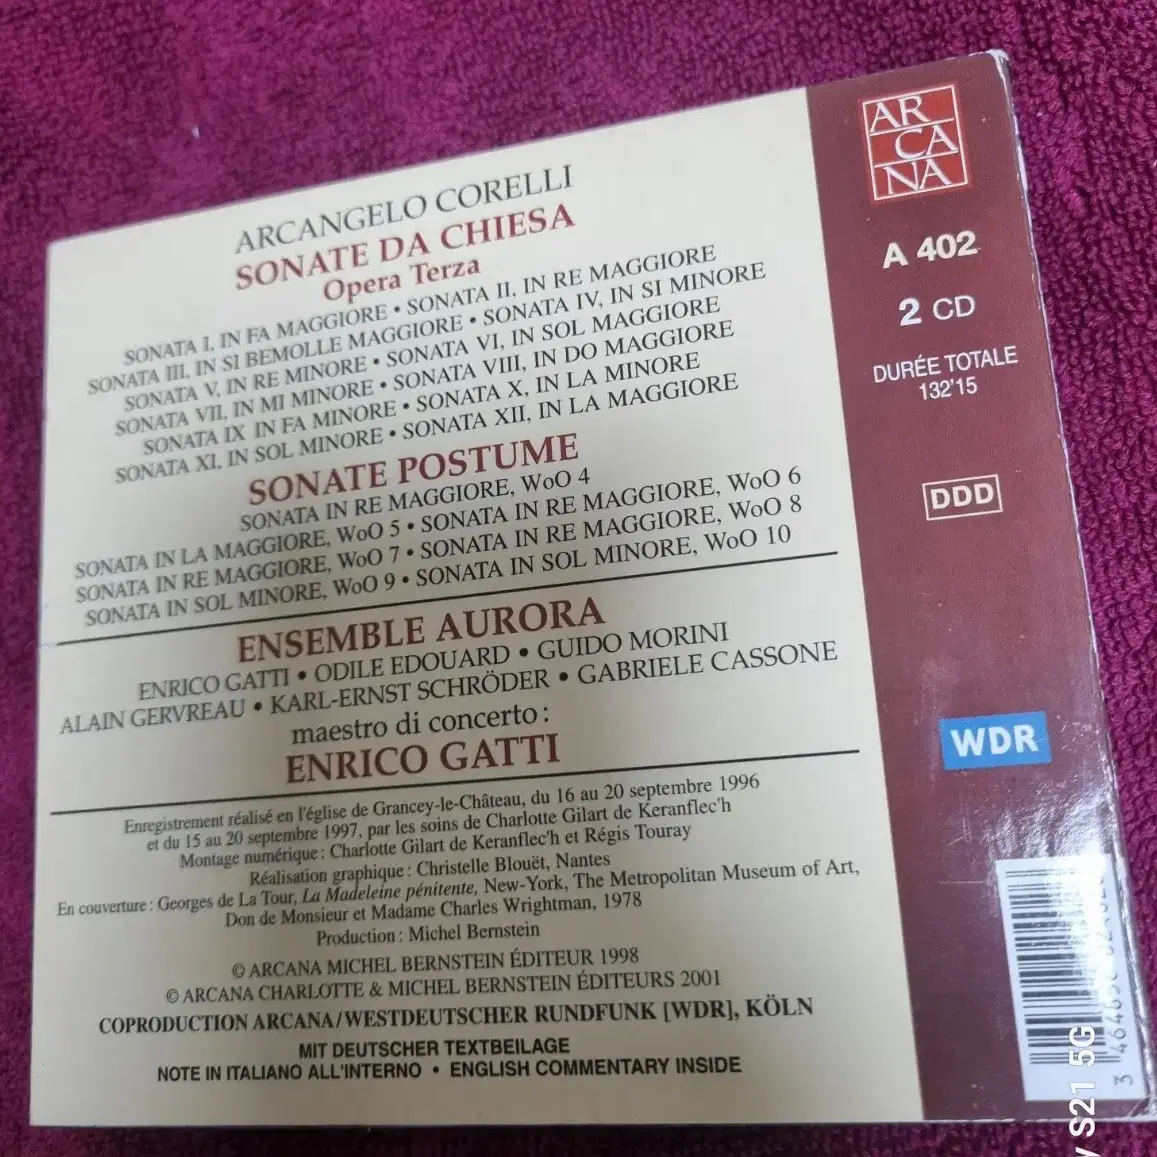 ARCANGELO CORELLI
SONATE DA CHIESA
Opera Terza
SONATA I, IN FA MAGGIORE • SONATA II, IN RE MAGGIORE
SONATA III, IN SI BEMOLLE MAGGIORE • SONATA IV, IN SI MINORE
SONATA V, IN RE MINORE • SONATA VI, IN SOL MAGGIORE
SONATA VII, IN MI MINORE • SONATA VIII, IN DO MAGGIORE
SONATA IX IN FA MINORE • SONATA X, IN LA MINORE
SONATA XI, IN SOL MINORE • SONATA XII, IN LA MAGGIORE
SONATE POSTUME
SONATA IN RE MAGGIORE, WoO 4
SONATA IN LA MAGGIORE, WoO 5 • SONATA IN RE MAGGIORE, WoO 6
SONATA IN RE MAGGIORE, WoO 7 • SONATA IN RE MAGGIORE, WoO 8
SONATA IN SOL MINORE, WoO 9 • SONATA IN SOL MINORE, WoO 10
ENSEMBLE AURORA
ENRICO GATTI • ODILE EDOUARD • GUIDO MORINI
ALAIN GERVREAU • KARL-ERNST SCHRÖDER • GABRIELE CASSONE
maestro di concerto :
ENRICO GATTI
Enregistrement réalisé en l'église de Grancey-le-Château, du 16 au 20 septembre 1996
et du 15 au 20 septembre 1997, par les soins de Charlotte Gilart de Keranflec'h
Montage numérique : Charlotte Gilart de Keranflec'h et Régis Touray
Réalisation graphique : Christelle Blouët, Nantes
En couverture : Georges de La Tour, La Madeleine pénitente, New-York, The Metropolitan Museum of Art,
Don de Monsieur et Madame Charles Wrightman, 1978
Production : Michel Bernstein
© ARCANA MICHEL BERNSTEIN ÉDITEUR 1998
© ARCANA CHARLOTTE & MICHEL BERNSTEIN ÉDITEURS 2001
COPRODUCTION ARCANA/WESTDEUTSCHER RUNDFUNK [WDR], KÖLN
MIT DEUTSCHER TEXTBEILAGE
NOTE IN ITALIANO ALL'INTERNO • ENGLISH COMMENTARY INSIDE
AR
CA
NA
A 402
2 CD
DURÉE TOTALE
132'15
DDD
WDR
S21 5G